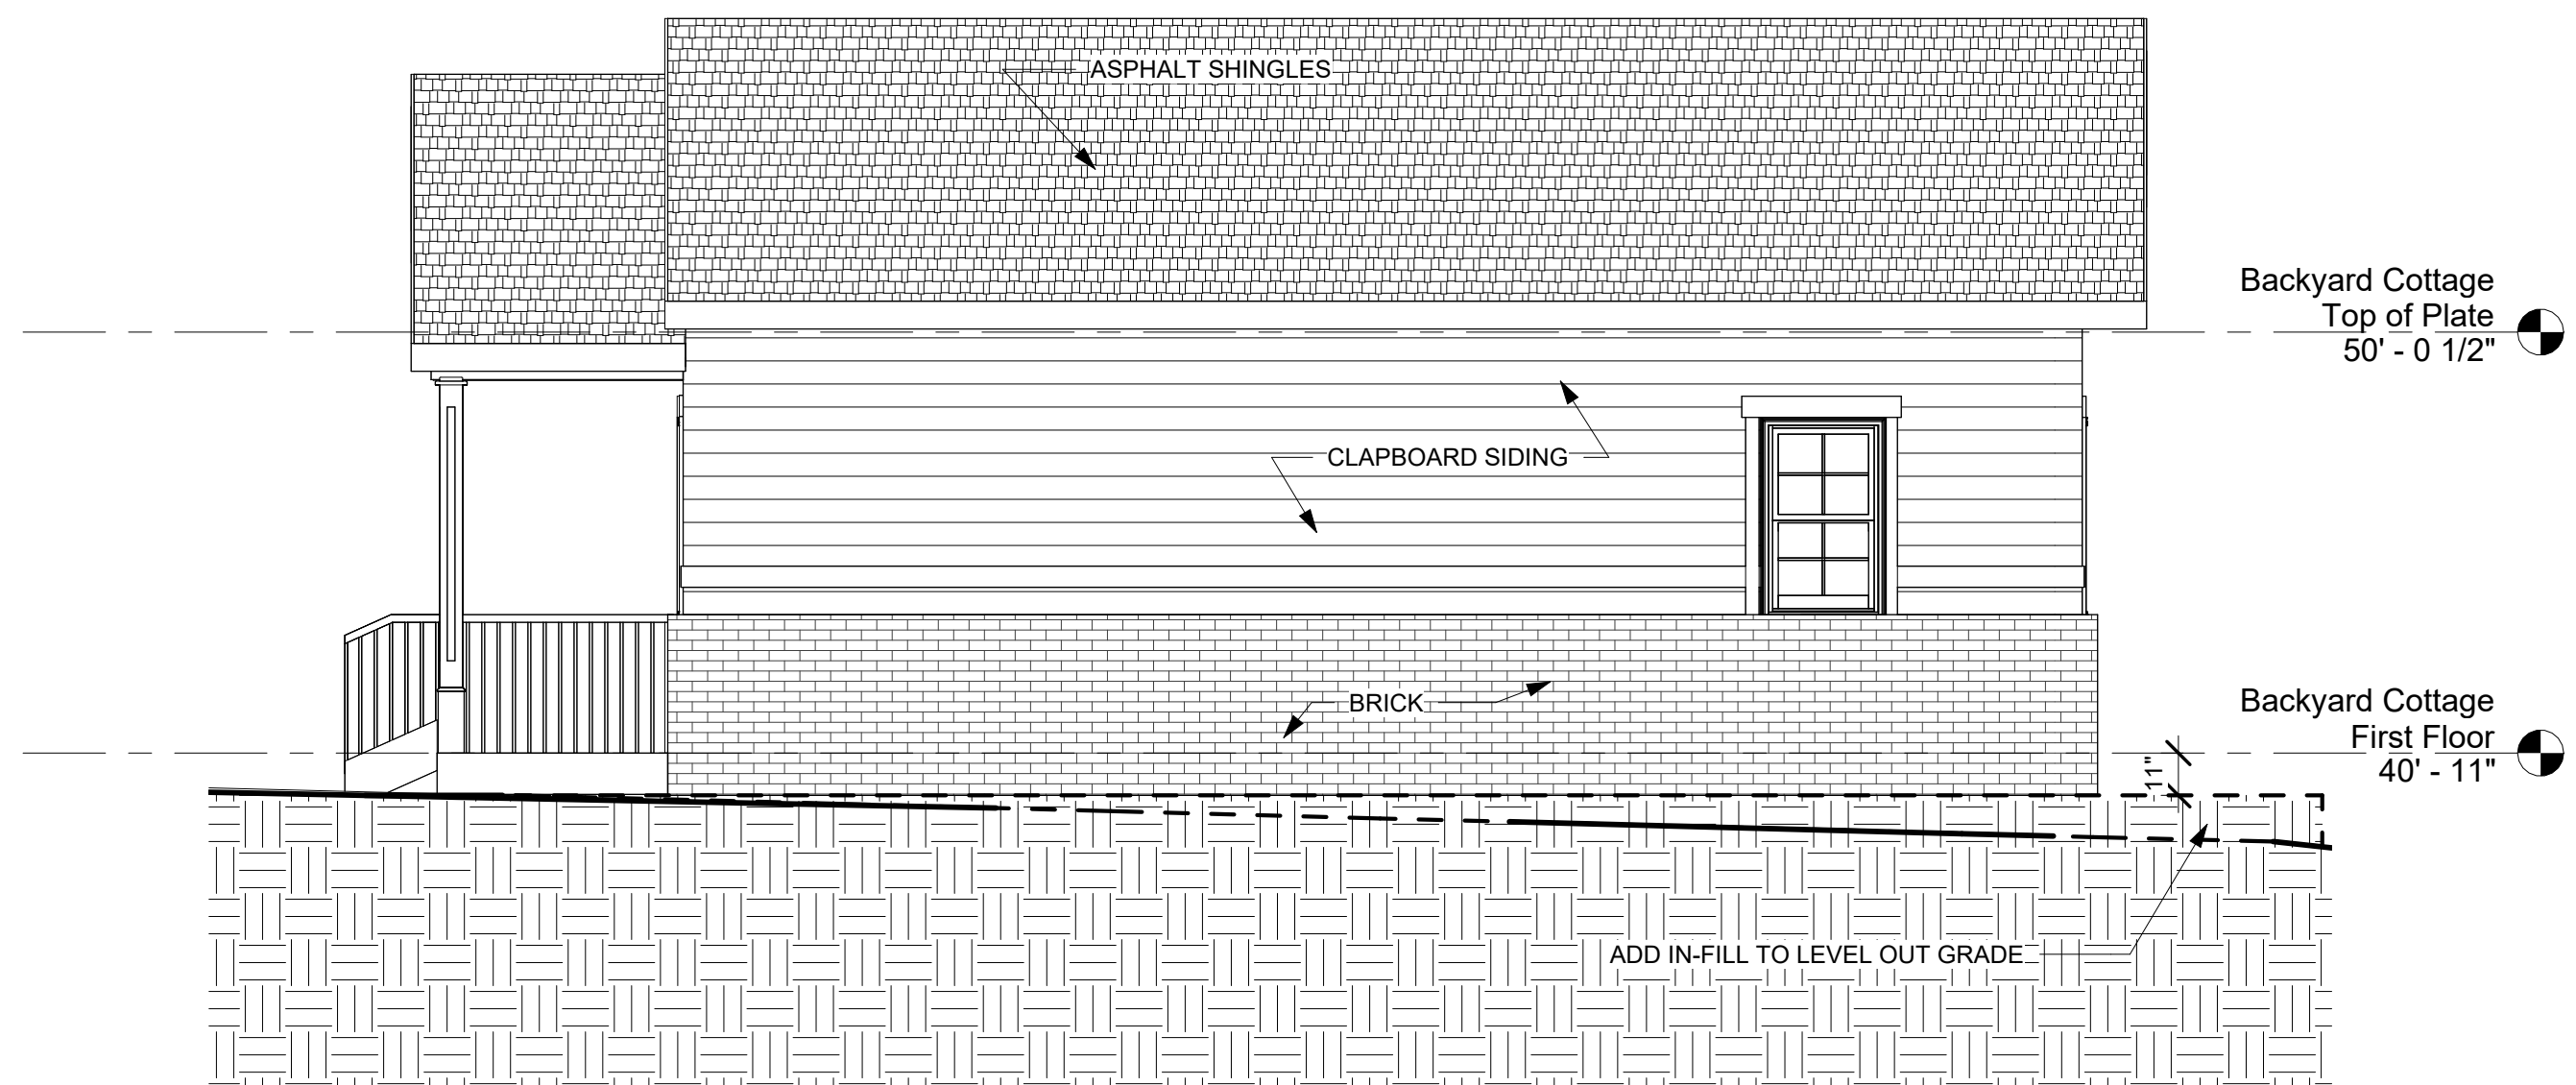 ASPHALT SHINGLES
Backyard Cottage
Top of Plate
50' - 0 1/2"
CLAPBOARD SIDING
BRICK
Backyard Cottage
First Floor
40' - 11"
11"
ADD IN-FILL TO LEVEL OUT GRADE